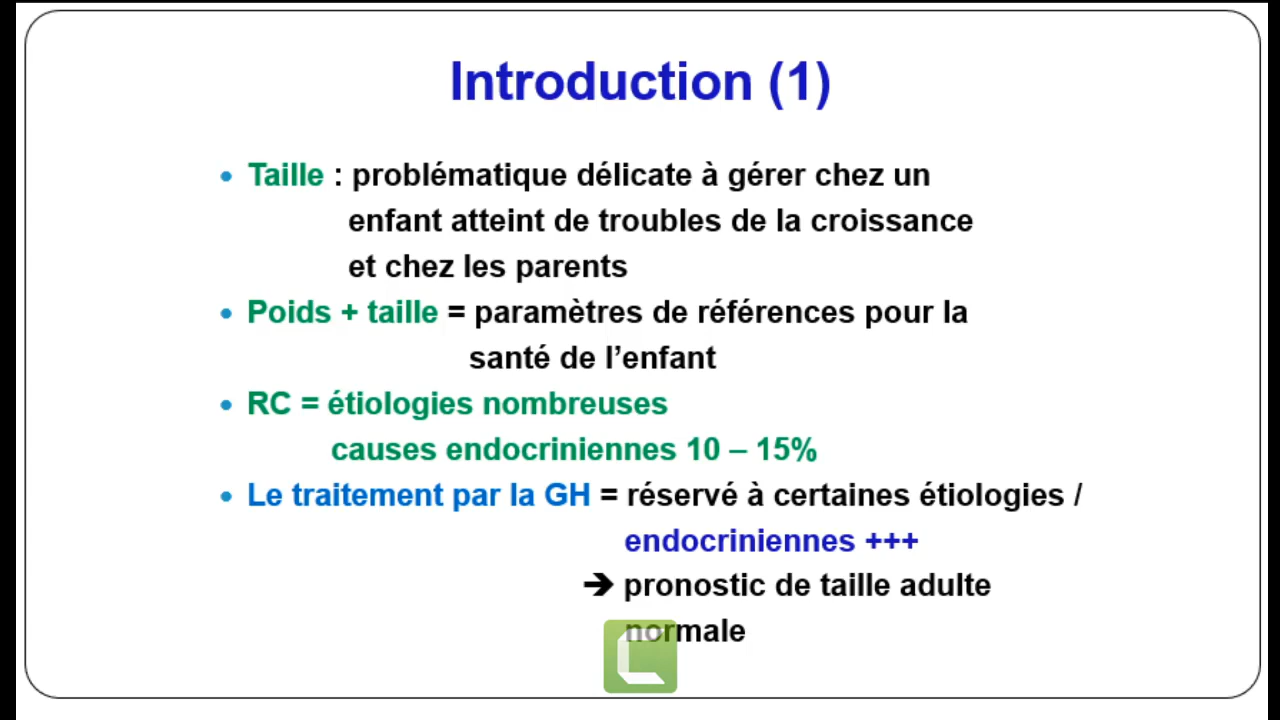 Introduction (1)
• Taille : problématique délicate à gérer chez un
enfant atteint de troubles de la croissance
et chez les parents
• Poids + taille = paramètres de références pour la
santé de l’enfant
• RC = étiologies nombreuses
causes endocriniennes 10 – 15%
• Le traitement par la GH = réservé à certaines étiologies /
endocriniennes +++
➔ pronostic de taille adulte
normale